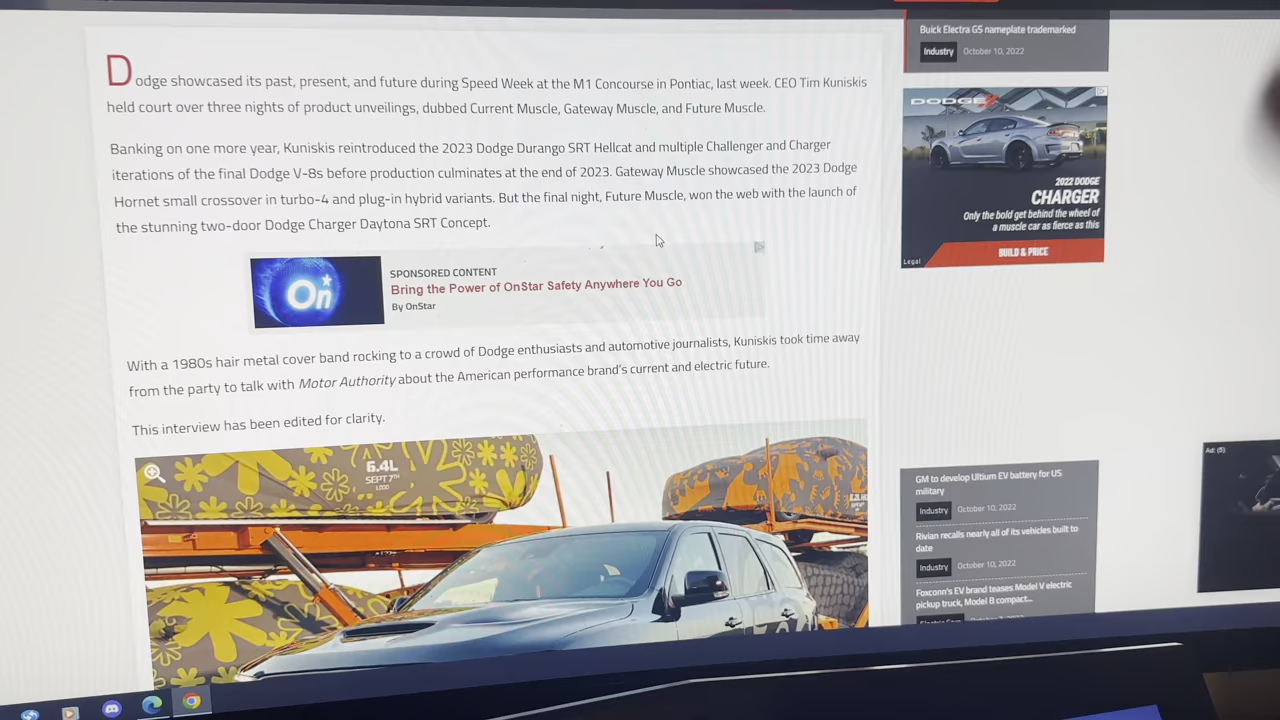 Dodge showcased its past, present, and future during Speed Week at the M1 Concourse in Pontiac, last week. CEO Tim Kuniskis
held court over three nights of product unveilings, dubbed Current Muscle, Gateway Muscle, and Future Muscle.
Banking on one more year, Kuniskis reintroduced the 2023 Dodge Durango SRT Hellcat and multiple Challenger and Charger
iterations of the final Dodge V-8s before production culminates at the end of 2023. Gateway Muscle showcased the 2023 Dodge
Hornet small crossover in turbo-4 and plug-in hybrid variants. But the final night, Future Muscle, won the web with the launch of
the stunning two-door Dodge Charger Daytona SRT Concept.
On
SPONSORED CONTENT
Bring the Power of OnStar Safety Anywhere You Go
By OnStar
With a 1980s hair metal cover band rocking to a crowd of Dodge enthusiasts and automotive journalists, Kuniskis took time away
from the party to talk with Motor Authority about the American performance brand's current and electric future.
This interview has been edited for clarity.
6.4L
SEPT 7TH
Buick Electra G5 nameplate trademarked
Industry October 10, 2022
DODGE
2022 DODGE
CHARGER
Only the bold get behind the wheel of
a muscle car as fierce as this
BUILD & PRICE
Legal
GM to develop Ultium EV battery for US
military
Industry October 10, 2022
Rivian recalls nearly all of its vehicles built to
date
Industry October 10, 2022
Foxconn's EV brand teases Model V electric
pickup truck, Model B compact...
Ad: (5)